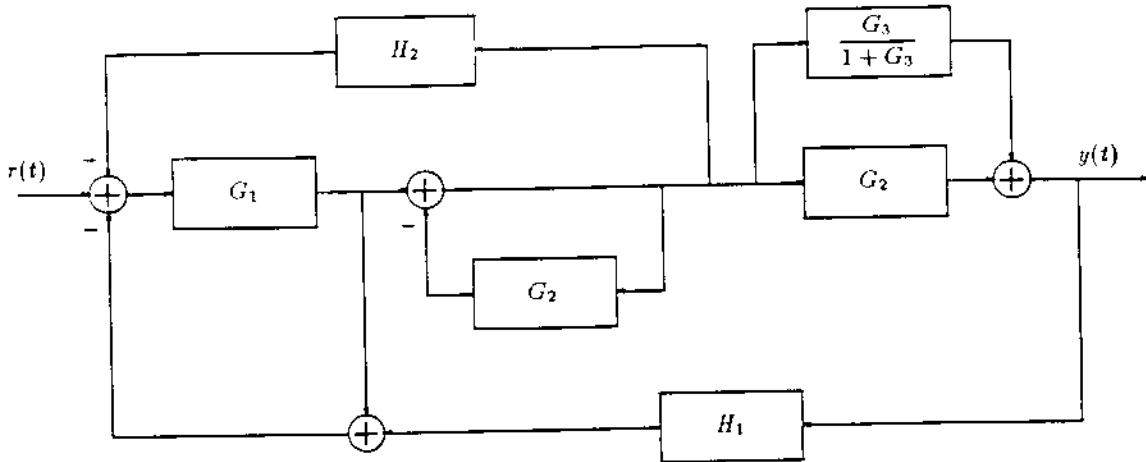 H₂
G₃
1 + G₃
r(t)
+
−
G₁
+
−
G₂
+
y(t)
G₂
+
H₁